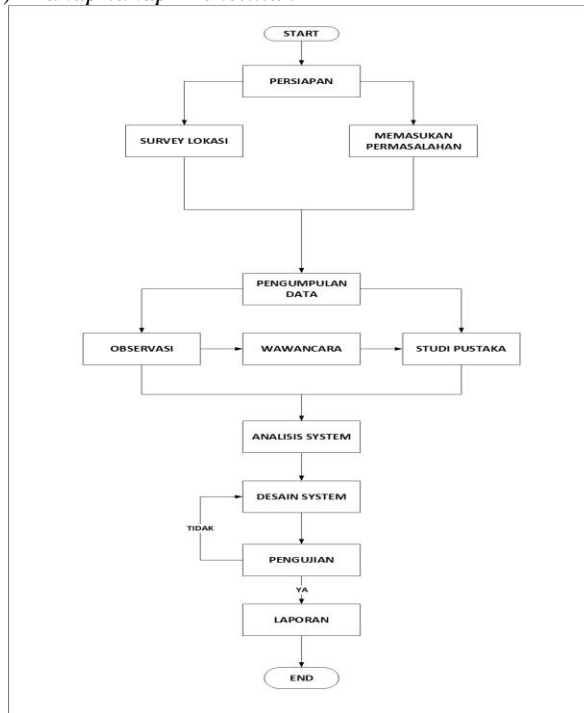 START
PERSIAPAN
SURVEY LOKASI
MEMASUKAN
PERMASALAHAN
PENGUMPULAN
DATA
OBSERVASI
WAWANCARA
STUDI PUSTAKA
ANALISIS SYSTEM
DESAIN SYSTEM
TIDAK
PENGUJIAN
YA
LAPORAN
END